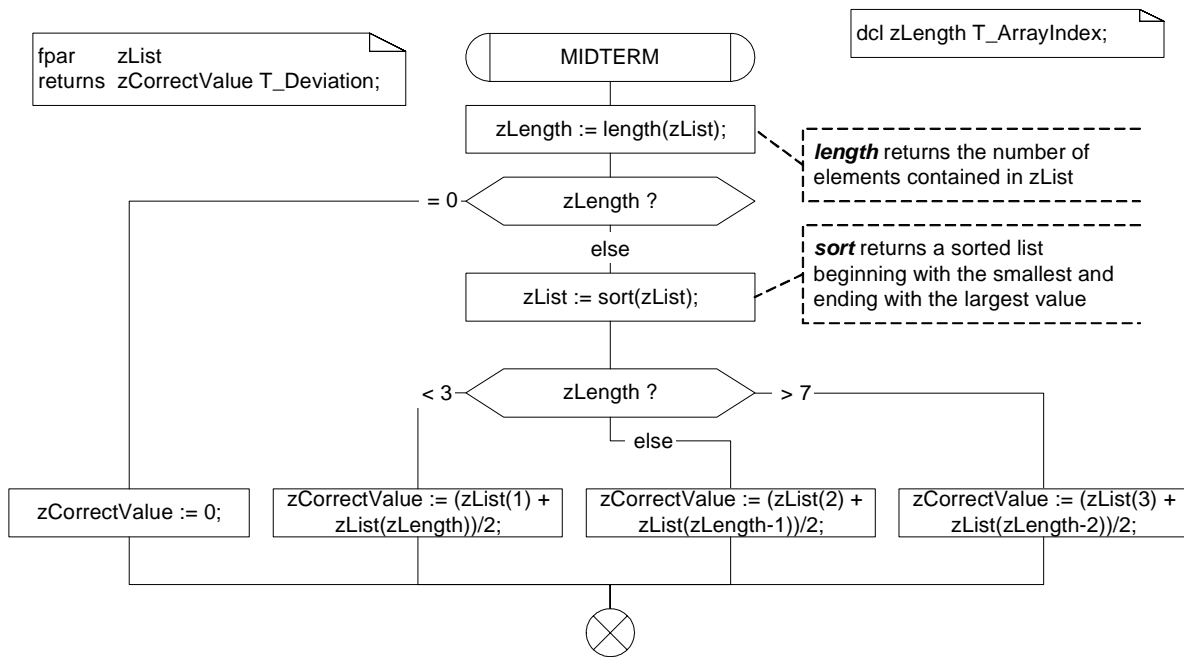 fpar zList
returns zCorrectValue T_Deviation;
MIDTERM
dcl zLength T_ArrayIndex;
zLength := length(zList);
length returns the number of
elements contained in zList
= 0
zLength ?
else
sort returns a sorted list
beginning with the smallest and
ending with the largest value
zList := sort(zList);
< 3
zLength ?
> 7
else
zCorrectValue := 0;
zCorrectValue := (zList(1) +
zList(zLength))/2;
zCorrectValue := (zList(2) +
zList(zLength-1))/2;
zCorrectValue := (zList(3) +
zList(zLength-2))/2;